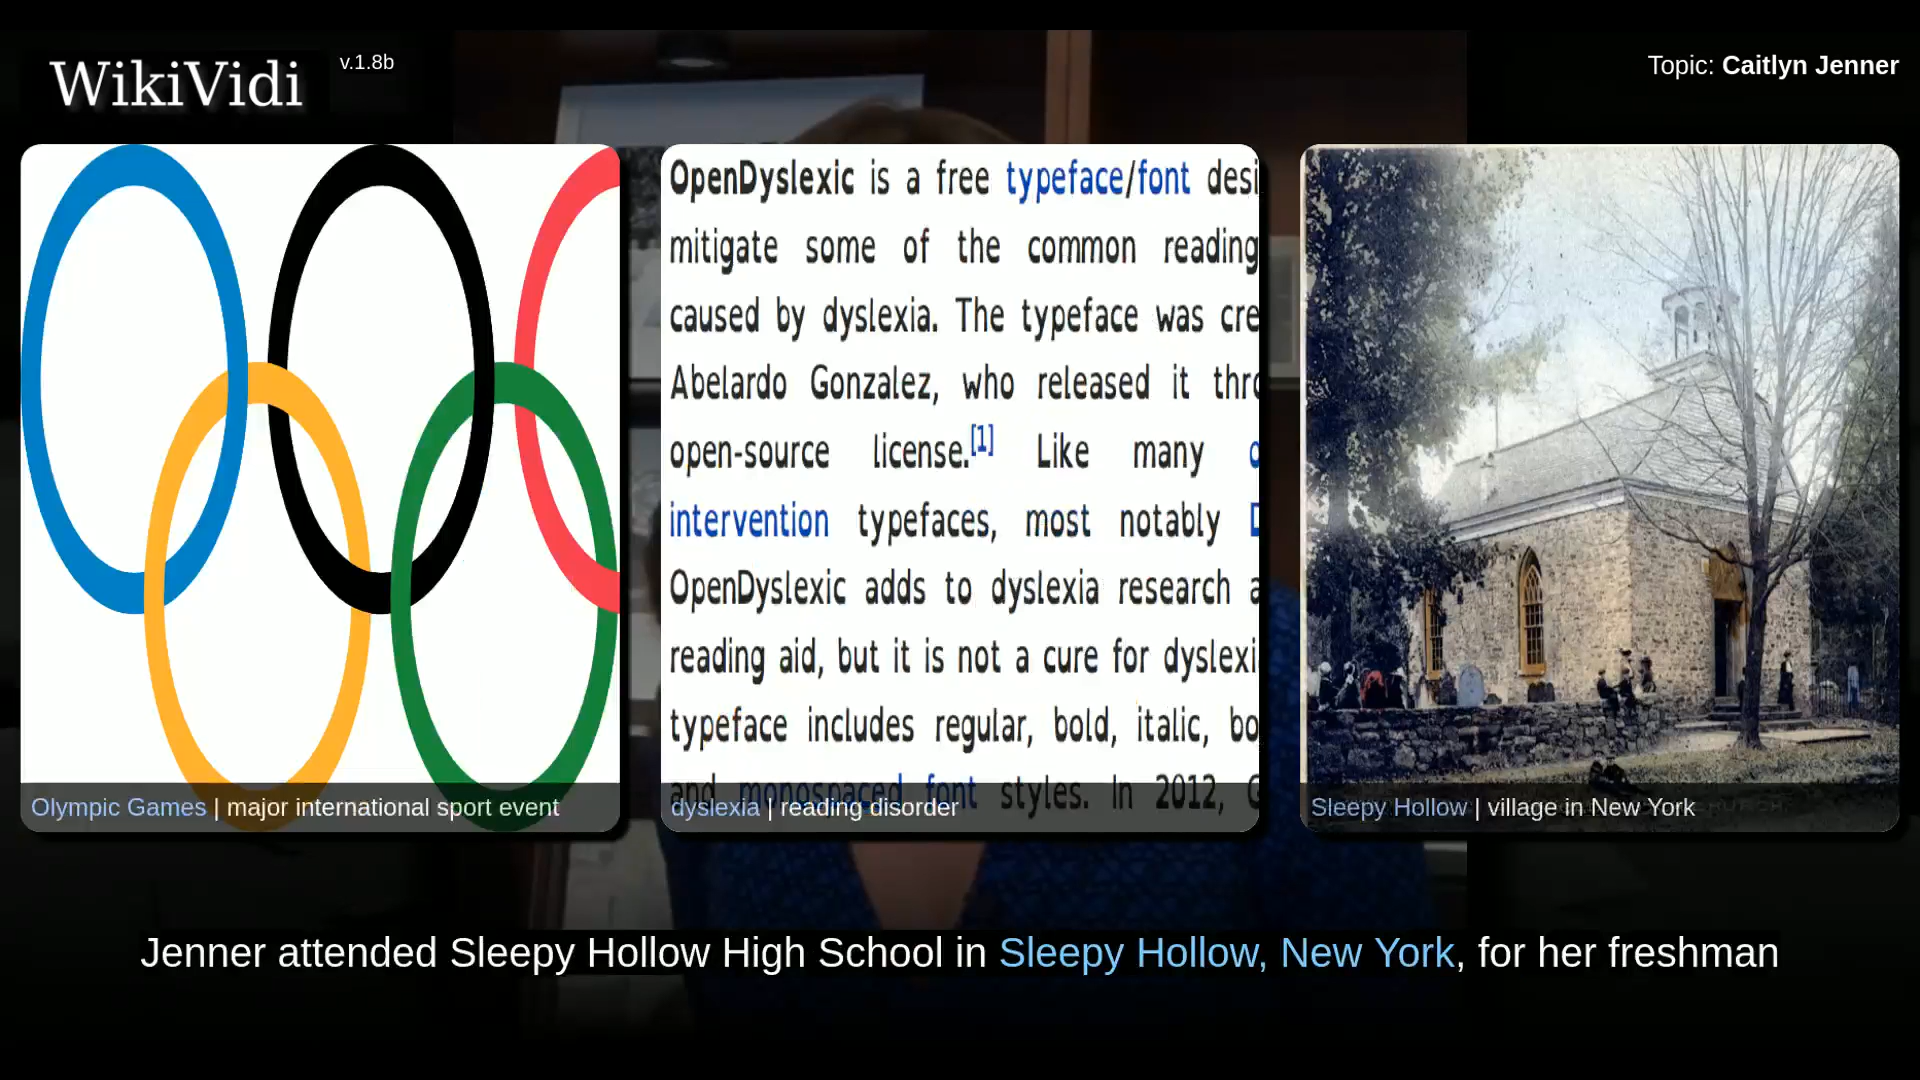 WikiVidi
v.1.8b
Topic: Caitlyn Jenner
OpenDyslexic is a free typeface/font desi
mitigate some of the common reading
caused by dyslexia. The typeface was cre
Abelardo Gonzalez, who released it thro
open-source license.[1] Like many o
intervention typefaces, most notably D
OpenDyslexic adds to dyslexia research a
reading aid, but it is not a cure for dyslexi
typeface includes regular, bold, italic, bo
and monospaced font styles. In 2012, G
Olympic Games | major international sport event
dyslexia | reading disorder
Sleepy Hollow | village in New York
Jenner attended Sleepy Hollow High School in Sleepy Hollow, New York, for her freshman